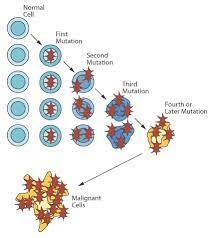 Normal
Cell
First
Mutation
Second
Mutation
Third
Mutation
Fourth or
Later Mutation
Malignant
Cells